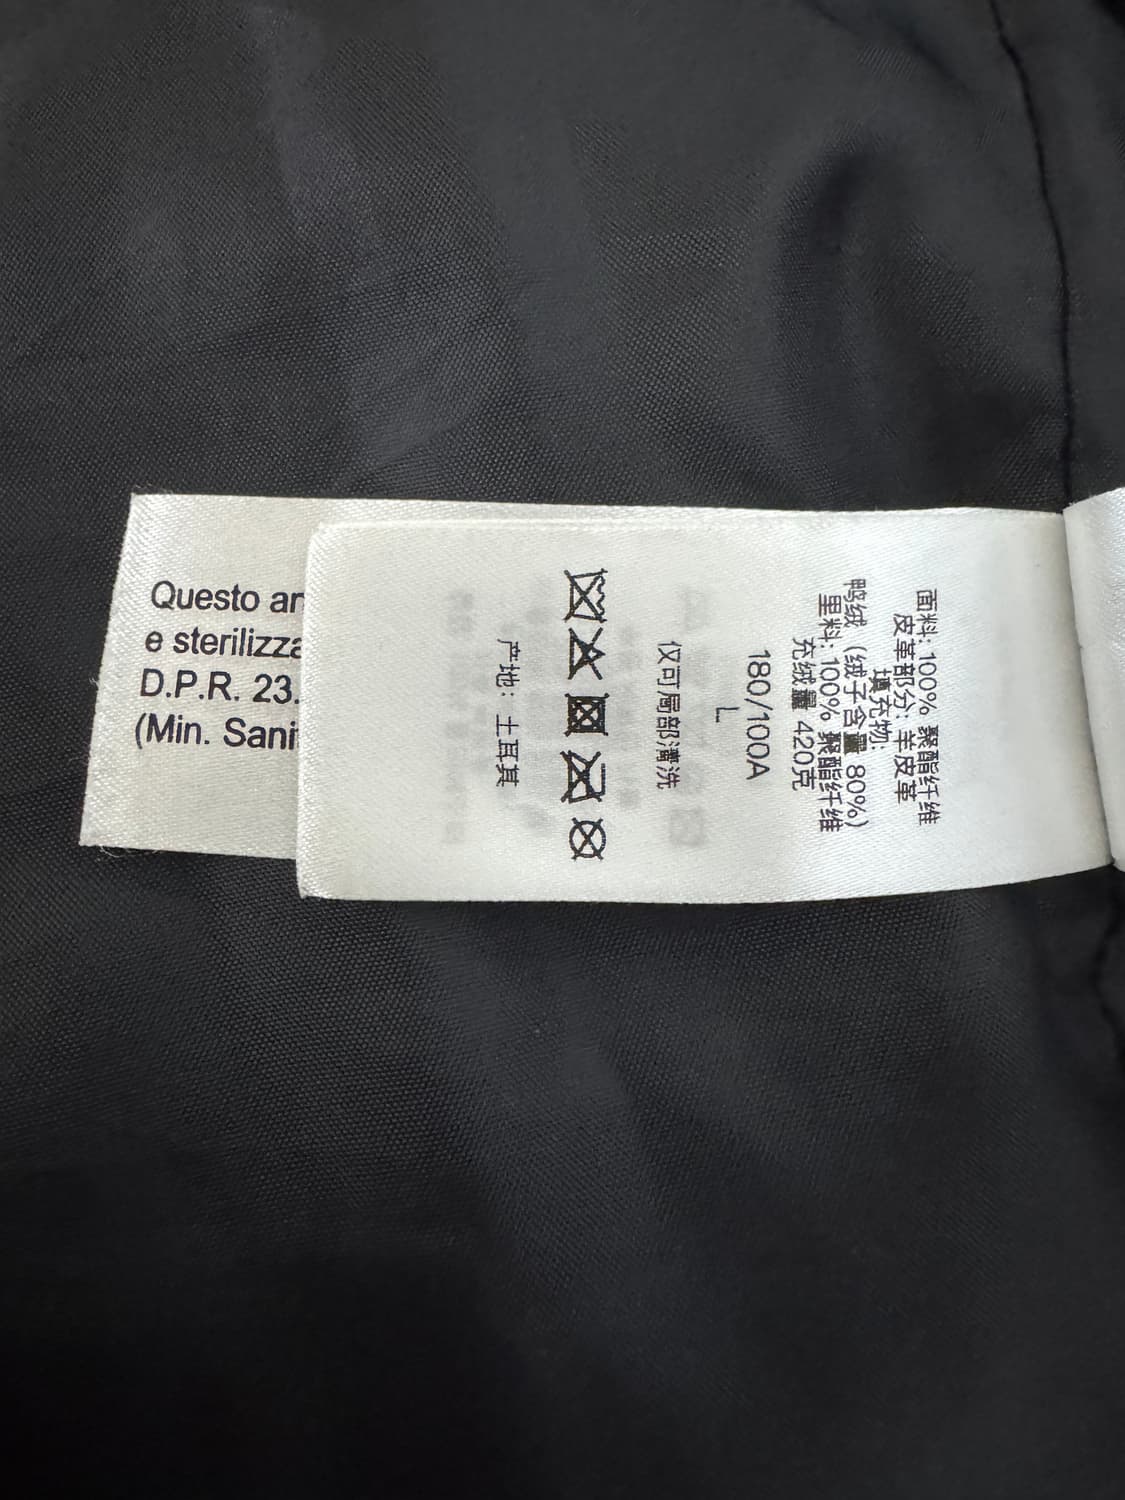 面料: 100% 聚酯纤维
皮革部分: 羊皮革
填充物:
鸭绒 (绒子含量 80%)
里料: 100% 聚酯纤维
充绒量 420克
180/100A
L
仅可局部清洗
产地: 土耳其
Questo ar
e sterilizza
D.P.R. 23.
(Min. Sani